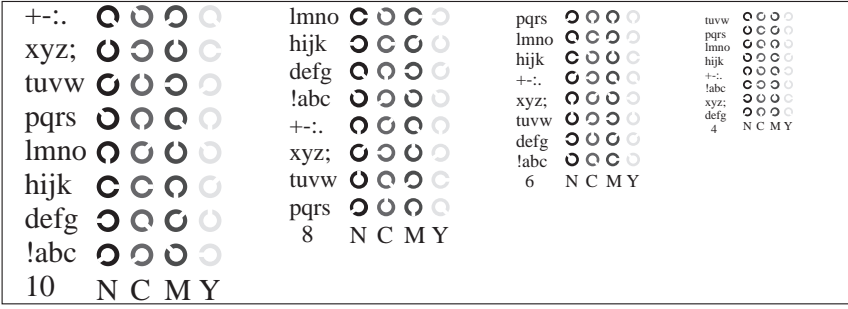 +-:.
xyz;
tuvw
pqrs
lmno
hijk
defg
!abc
10 N C M Y
lmno
hijk
defg
!abc
+-:.
xyz;
tuvw
pqrs
8 N C M Y
pqrs
lmno
hijk
+-:.
xyz;
tuvw
defg
!abc
6 N C M Y
tuvw
pqrs
lmno
hijk
+-:.
!abc
xyz;
defg
4 N C M Y